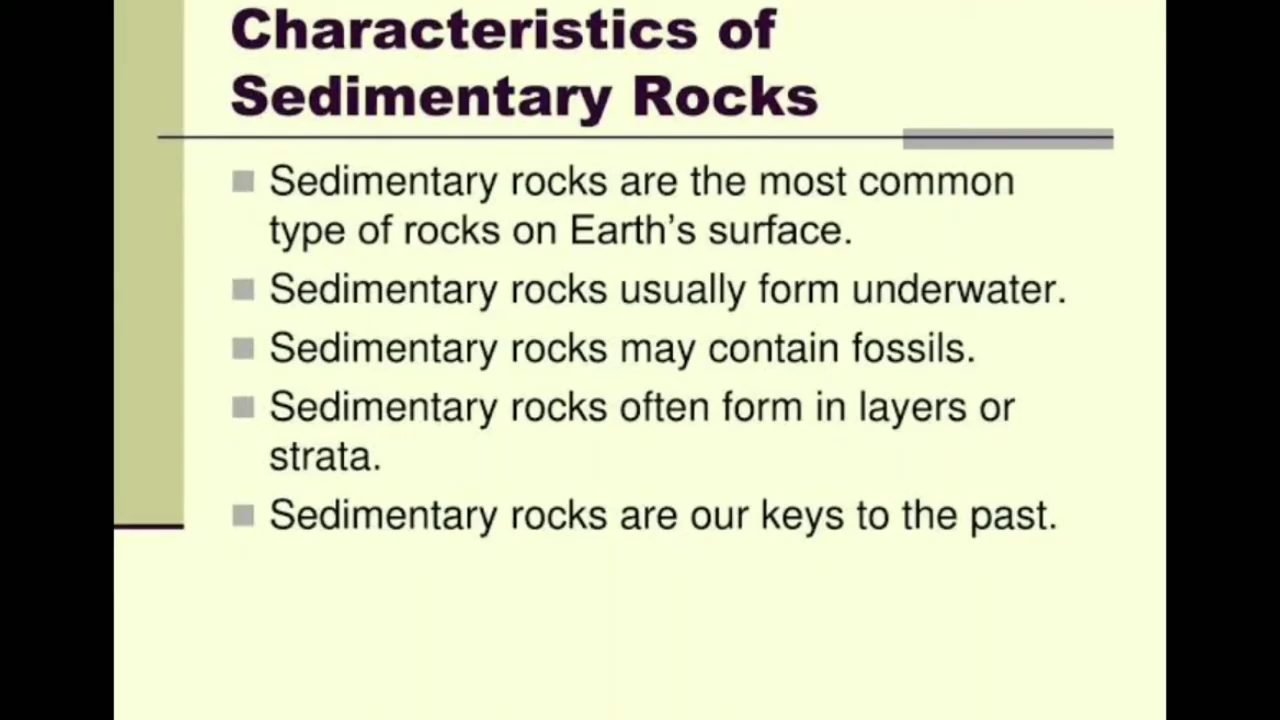 Characteristics of
Sedimentary Rocks
Sedimentary rocks are the most common
type of rocks on Earth’s surface.
Sedimentary rocks usually form underwater.
Sedimentary rocks may contain fossils.
Sedimentary rocks often form in layers or
strata.
Sedimentary rocks are our keys to the past.